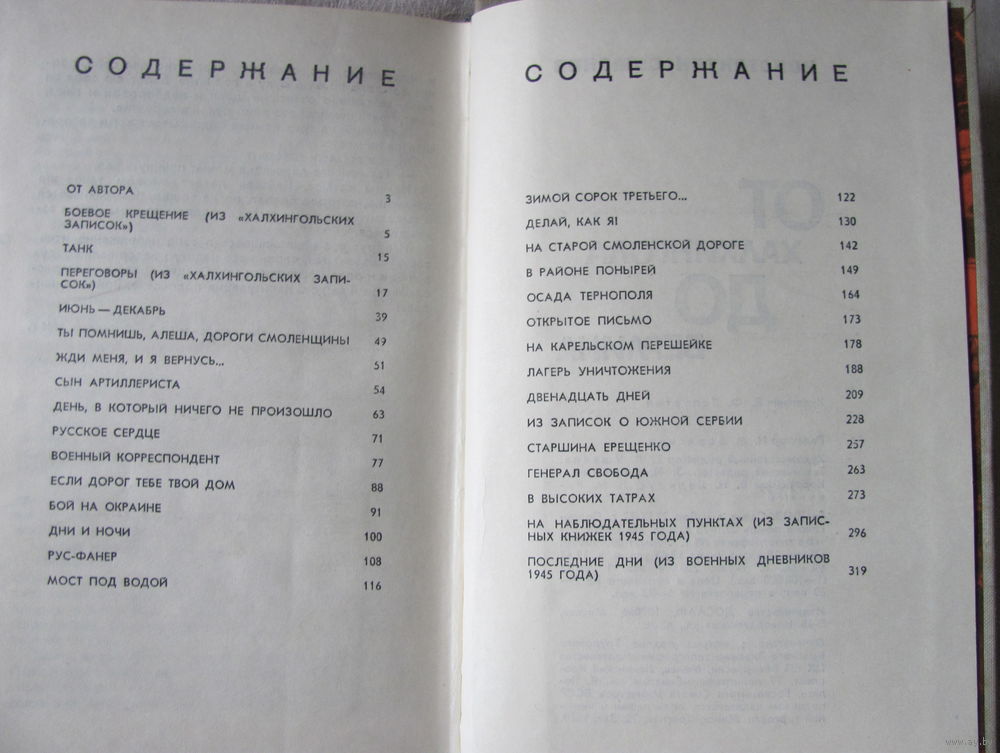 СОДЕРЖАНИЕ
ОТ АВТОРА 3
БОЕВОЕ КРЕЩЕНИЕ (ИЗ «ХАЛХИНГОЛЬСКИХ
ЗАПИСОК») 5
ТАНК 15
ПЕРЕГОВОРЫ (ИЗ «ХАЛХИНГОЛЬСКИХ ЗАПИ-
СОК») 17
ИЮНЬ — ДЕКАБРЬ 39
ТЫ ПОМНИШЬ, АЛЕША, ДОРОГИ СМОЛЕНЩИНЫ 49
ЖДИ МЕНЯ, И Я ВЕРНУСЬ... 51
СЫН АРТИЛЛЕРИСТА 54
ДЕНЬ, В КОТОРЫЙ НИЧЕГО НЕ ПРОИЗОШЛО 63
РУССКОЕ СЕРДЦЕ 71
ВОЕННЫЙ КОРРЕСПОНДЕНТ 77
ЕСЛИ ДОРОГ ТЕБЕ ТВОЙ ДОМ 88
БОЙ НА ОКРАИНЕ 91
ДНИ И НОЧИ 100
РУС-ФАНЕР 108
МОСТ ПОД ВОДОЙ 116
СОДЕРЖАНИЕ
ЗИМОЙ СОРОК ТРЕТЬЕГО... 122
ДЕЛАЙ, КАК Я! 130
НА СТАРОЙ СМОЛЕНСКОЙ ДОРОГЕ 142
В РАЙОНЕ ПОНЫРЕЙ 149
ОСАДА ТЕРНОПОЛЯ 164
ОТКРЫТОЕ ПИСЬМО 173
НА КАРЕЛЬСКОМ ПЕРЕШЕЙКЕ 178
ЛАГЕРЬ УНИЧТОЖЕНИЯ 188
ДВЕНАДЦАТЬ ДНЕЙ 209
ИЗ ЗАПИСОК О ЮЖНОЙ СЕРБИИ 228
СТАРШИНА ЕРЕЩЕНКО 257
ГЕНЕРАЛ СВОБОДА 263
В ВЫСОКИХ ТАТРАХ 273
НА НАБЛЮДАТЕЛЬНЫХ ПУНКТАХ (ИЗ ЗАПИС-
НЫХ КНИЖЕК 1945 ГОДА) 296
ПОСЛЕДНИЕ ДНИ (ИЗ ВОЕННЫХ ДНЕВНИКОВ
1945 ГОДА) 319